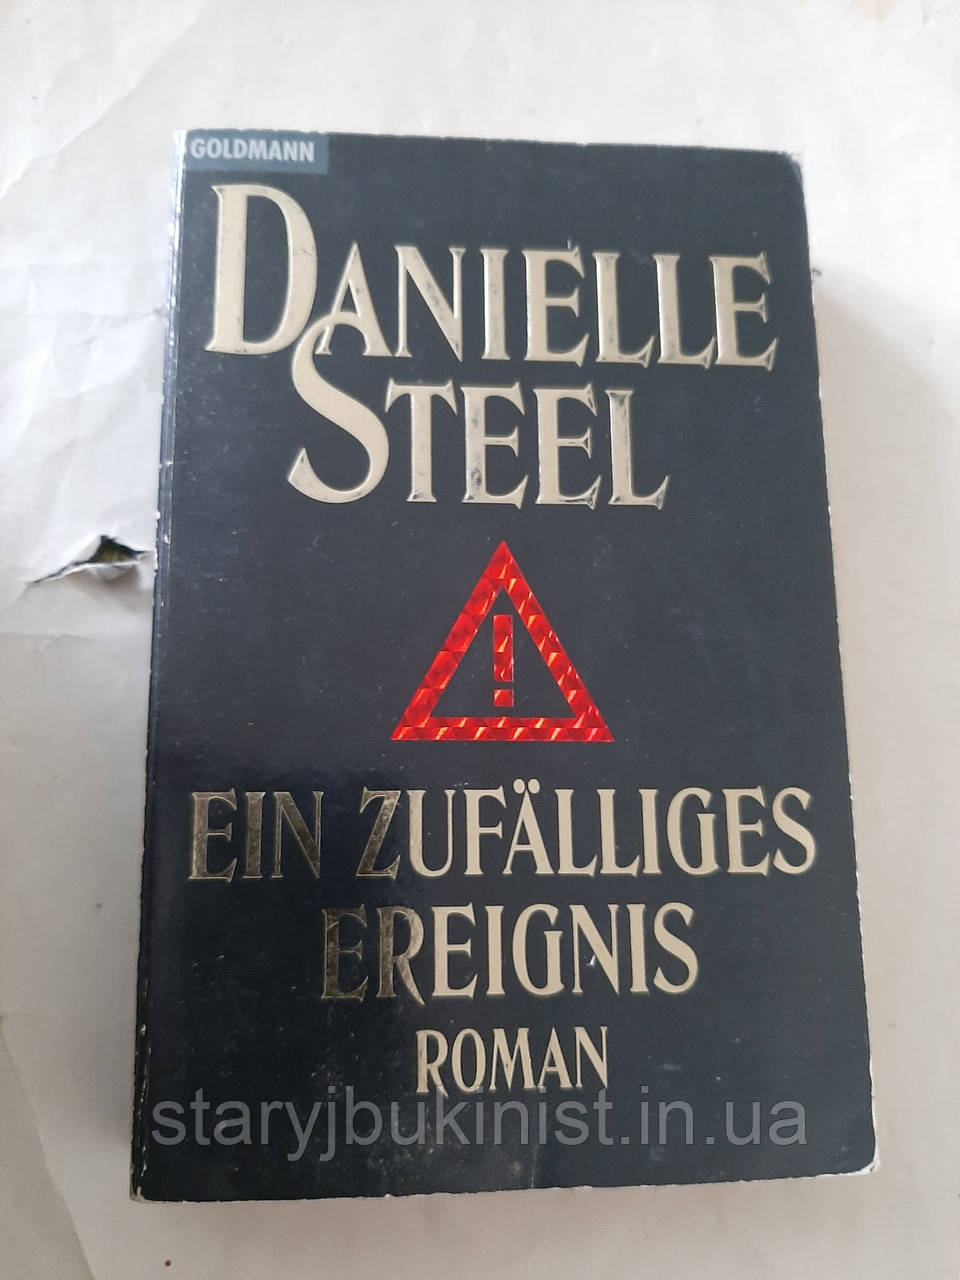 GOLDMANN
DANIELLE
STEEL
!
EIN ZUFÄLLIGES
EREIGNIS
ROMAN
staryjbukinist.in.ua